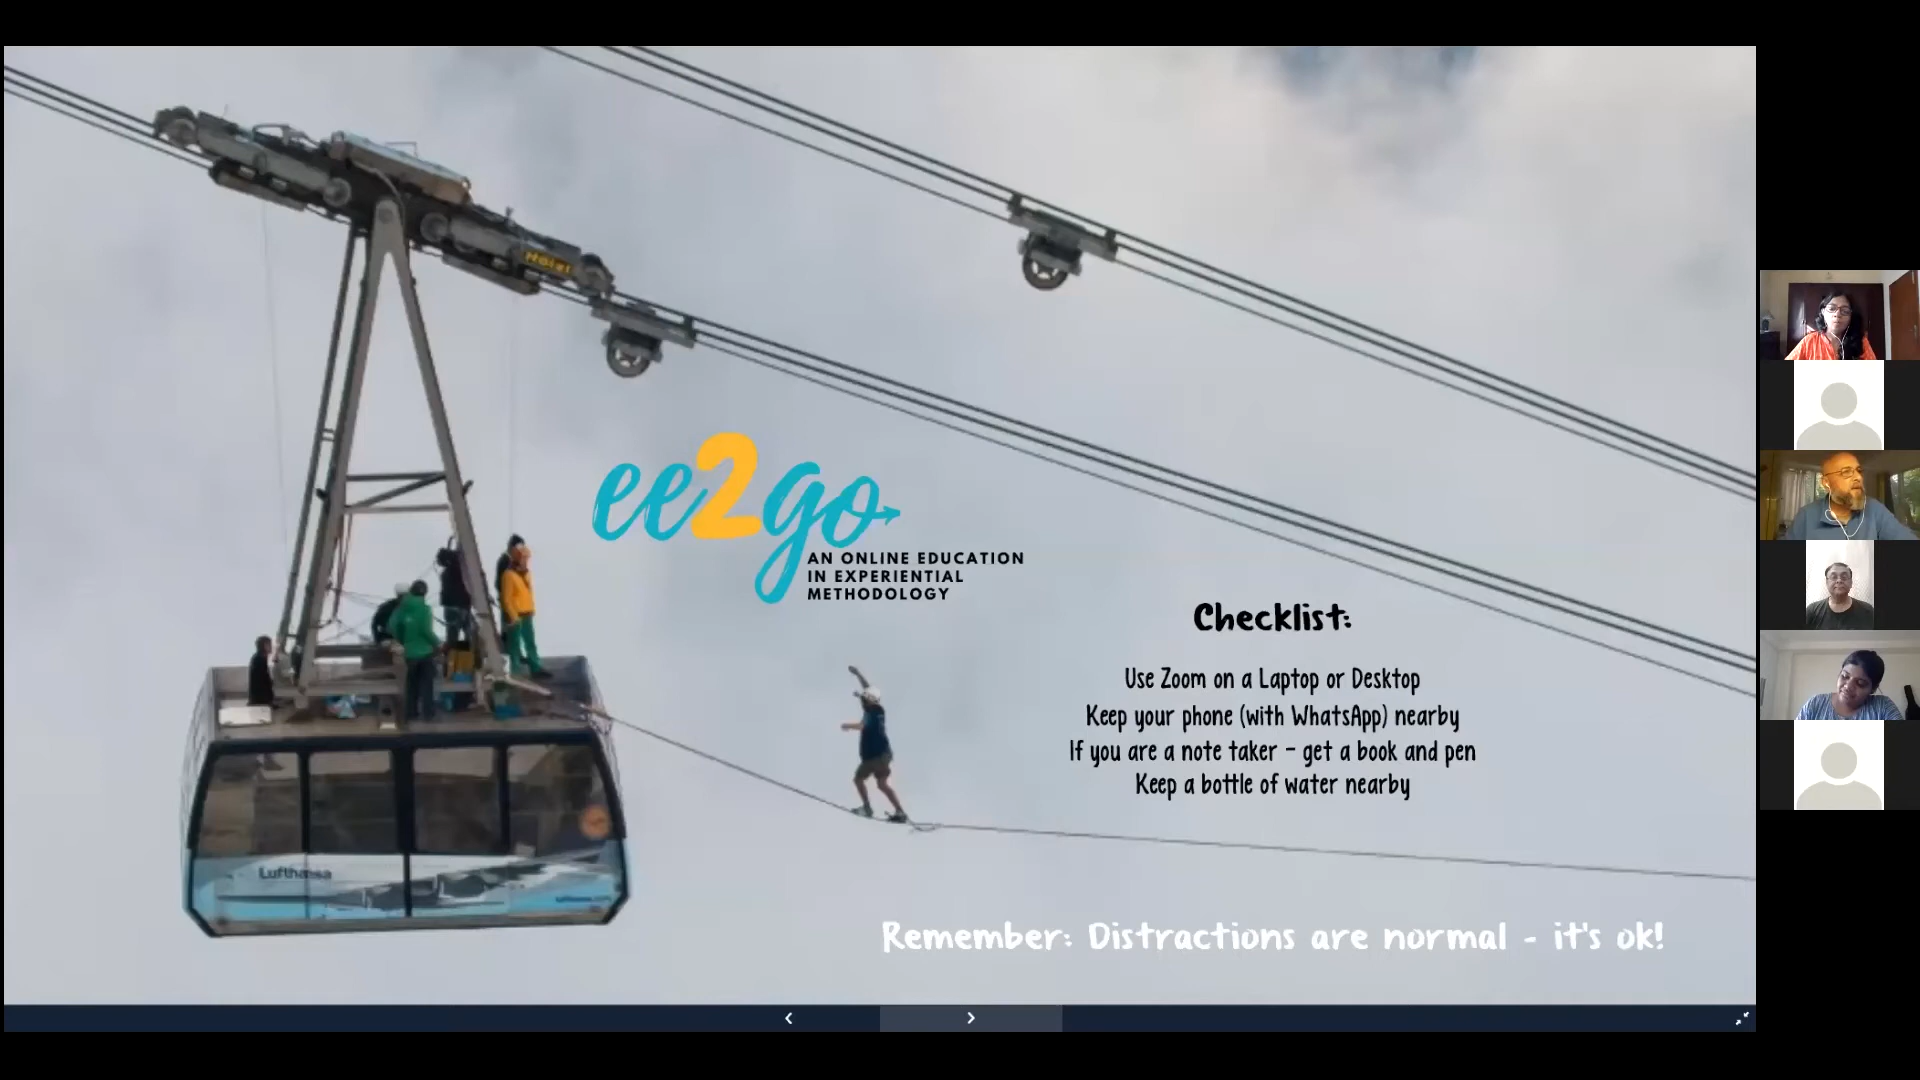 ee2go
AN ONLINE EDUCATION
IN EXPERIENTIAL
METHODOLOGY
Checklist:
Use Zoom on a Laptop or Desktop
Keep your phone (with WhatsApp) nearby
If you are a note taker - get a book and pen
Keep a bottle of water nearby
Lufthansa
Remember: Distractions are normal - it's ok!